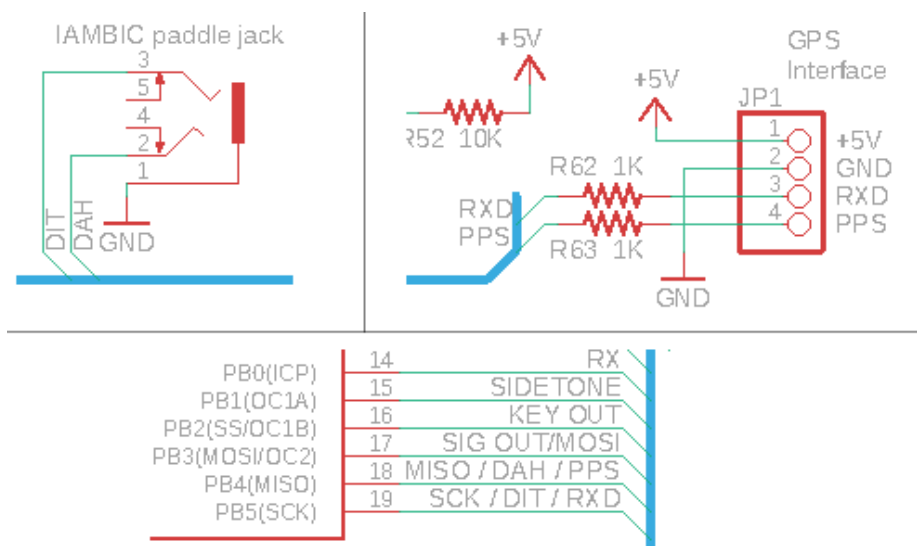 IAMBIC paddle jack
3
5
4
2
1
DIT
DAH
GND
+5V
R52 10K
+5V
GPS
Interface
JP1
1 +5V
2 GND
3 RXD
4 PPS
R62 1K
RXD
PPS
R63 1K
GND
PB0(ICP) 14 RX
PB1(OC1A) 15 SIDETONE
PB2(SS/OC1B) 16 KEY OUT
PB3(MOSI/OC2) 17 SIG OUT/MOSI
PB4(MISO) 18 MISO / DAH / PPS
PB5(SCK) 19 SCK / DIT / RXD